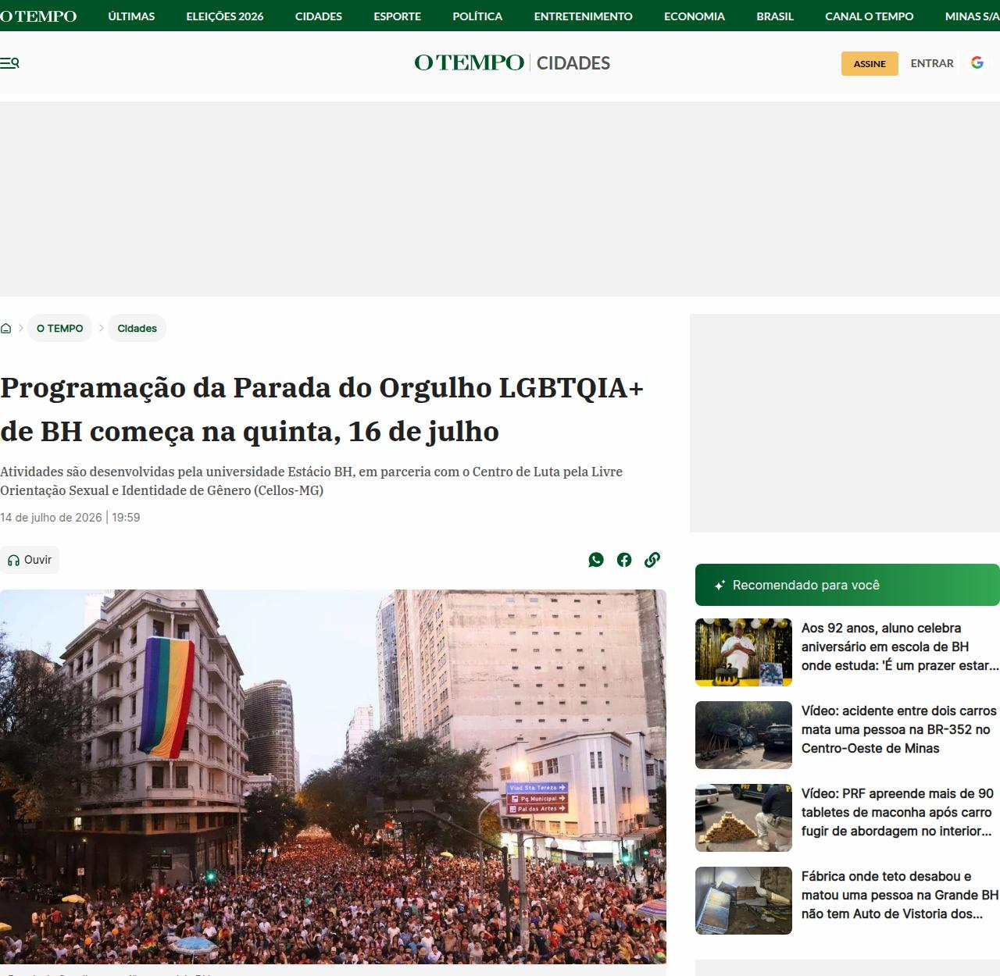 O TEMPO
ÚLTIMAS
ELEIÇÕES 2026
CIDADES
ESPORTE
POLÍTICA
ENTRETENIMENTO
ECONOMIA
BRASIL
CANAL O TEMPO
MINAS S/A
O TEMPO | CIDADES
ASSINE
ENTRAR
O TEMPO
Cidades
Programação da Parada do Orgulho LGBTQIA+
de BH começa na quinta, 16 de julho
Atividades são desenvolvidas pela universidade Estácio BH, em parceria com o Centro de Luta pela Livre
Orientação Sexual e Identidade de Gênero (Cellos-MG)
14 de julho de 2026 | 19:59
Ouvir
Viad Sta Tereza
Pq Municipal
Pal das Artes
Recomendado para você
Aos 92 anos, aluno celebra
aniversário em escola de BH
onde estuda: 'É um prazer estar...
Vídeo: acidente entre dois carros
mata uma pessoa na BR-352 no
Centro-Oeste de Minas
Vídeo: PRF apreende mais de 90
tabletes de maconha após carro
fugir de abordagem no interior...
Fábrica onde teto desabou e
matou uma pessoa na Grande BH
não tem Auto de Vistoria dos...